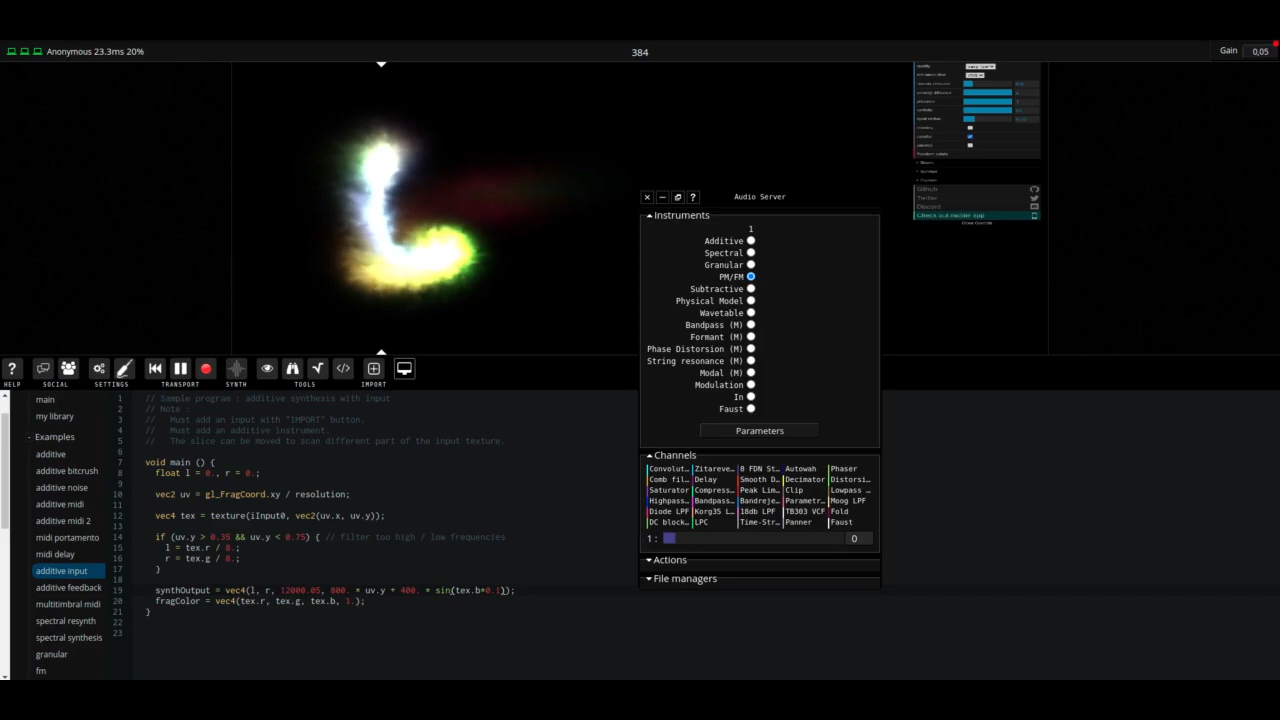 Anonymous 23.3ms 20%
384
Gain 0,05
Github
Twitter
Discord
Check out mobile app
Audio Server
Instruments
1
Additive
Spectral
Granular
PM/FM
Subtractive
Physical Model
Wavetable
Bandpass (M)
Formant (M)
Phase Distorsion (M)
String resonance (M)
Modal (M)
Modulation
In
Faust
Parameters
Channels
Convolut… Zitareve… 8 FDN St… Autowah Phaser
Comb fil… Delay Smooth D… Decimator Distorsi…
Saturator Compress… Peak Lim… Clip Lowpass …
Highpass… Bandpass… Bandreje… Parametr… Moog LPF
Diode LPF Korg35 L… 18db LPF TB303 VCF Fold
DC block… LPC Time-Str… Panner Faust
1: 0
Actions
File managers
? HELP SOCIAL SETTINGS TRANSPORT SYNTH TOOLS IMPORT
main
my library
Examples
additive
additive bitcrush
additive noise
additive midi
additive midi 2
midi portamento
midi delay
additive input
additive feedback
multitimbral midi
spectral resynth
spectral synthesis
granular
fm
1 // Sample program : additive synthesis with input
2 // Note :
3 //   Must add an input with "IMPORT" button.
4 //   Must add an additive instrument.
5 //   The slice can be moved to scan different part of the input texture.
6
7 void main () {
8 float l = 0., r = 0.;
9
10 vec2 uv = gl_FragCoord.xy / resolution;
11
12 vec4 tex = texture(iInput0, vec2(uv.x, uv.y));
13
14 if (uv.y > 0.35 && uv.y < 0.75) { // filter too high / low frequencies
15 l = tex.r / 8.;
16 r = tex.g / 8.;
17 }
18
19 synthOutput = vec4(l, r, 12000.05, 800. * uv.y + 400. * sin(tex.b*0.1));
20 fragColor = vec4(tex.r, tex.g, tex.b, 1.);
21 }
22
23